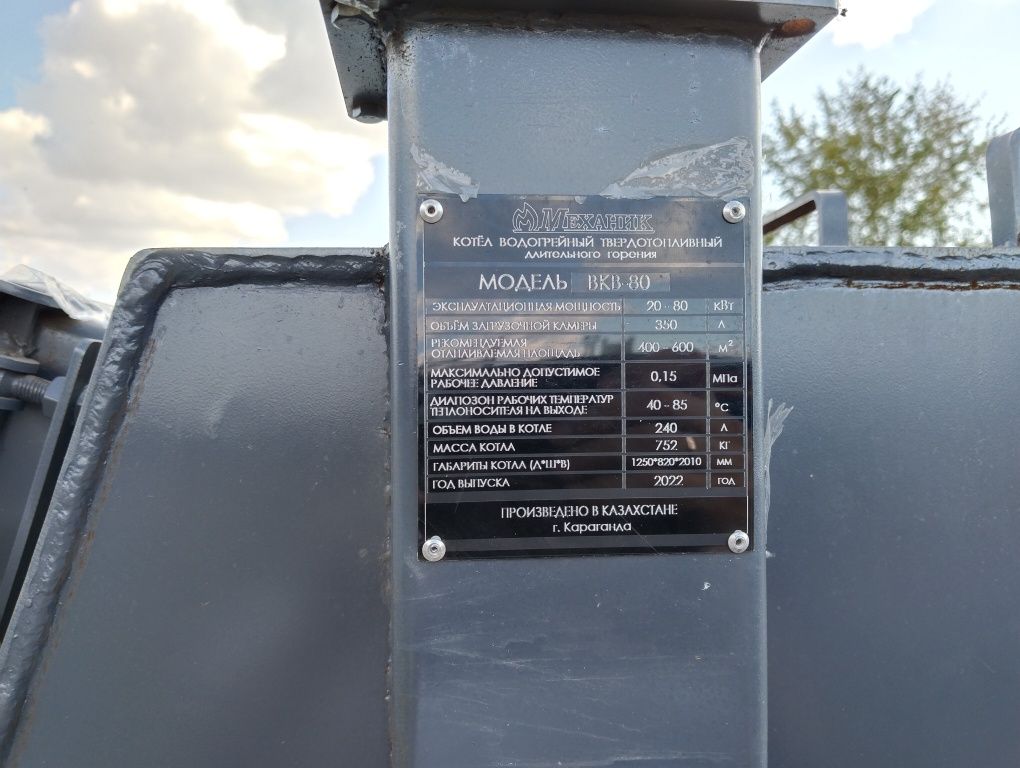 МЕХАНИК
КОТЁЛ ВОДОГРЕЙНЫЙ ТВЕРДОТОПЛИВНЫЙ
длительного горения
МОДЕЛЬ ВКВ-80
ЭКСПЛУАТАЦИОННАЯ МОЩНОСТЬ 20 - 80 КВт
ОБЪЁМ ЗАГРУЗОЧНОЙ КАМЕРЫ 350 Л
РЕКОМЕНДУЕМАЯ
ОТАПЛИВАЕМАЯ ПЛОЩАДЬ 400 - 600 М²
МАКСИМАЛЬНО ДОПУСТИМОЕ
РАБОЧЕЕ ДАВЛЕНИЕ 0,15 МПа
ДИАПОЗОН РАБОЧИХ ТЕМПЕРАТУР
ТЕПЛОНОСИТЕЛЯ НА ВЫХОДЕ 40 - 85 °С
ОБЪЕМ ВОДЫ В КОТЛЕ 240 Л
МАССА КОТЛА 752 КГ
ГАБАРИТЫ КОТЛА (Д*Ш*В) 1250*820*2010 ММ
ГОД ВЫПУСКА 2022 ГОД
ПРОИЗВЕДЕНО В КАЗАХСТАНЕ
г. Караганда